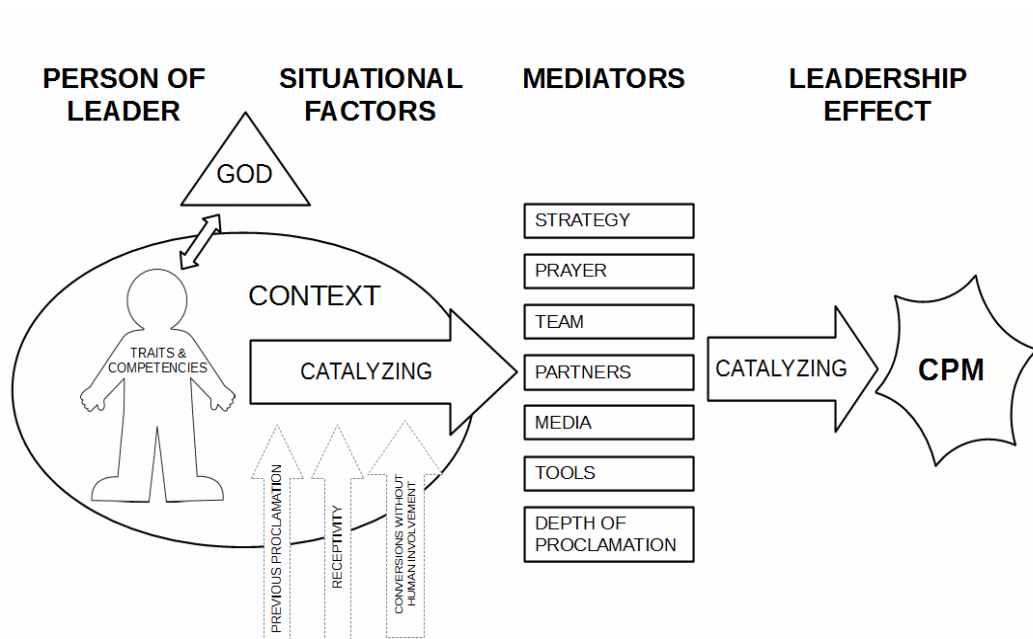 PERSON OF
LEADER
SITUATIONAL
FACTORS
MEDIATORS
LEADERSHIP
EFFECT
GOD
CONTEXT
TRAITS &
COMPETENCIES
CATALYZING
PREVIOUS PROCLAMATION
RECEPTIVITY
CONVERSIONS WITHOUT
HUMAN INVOLVEMENT
STRATEGY
PRAYER
TEAM
PARTNERS
MEDIA
TOOLS
DEPTH OF
PROCLAMATION
CATALYZING
CPM